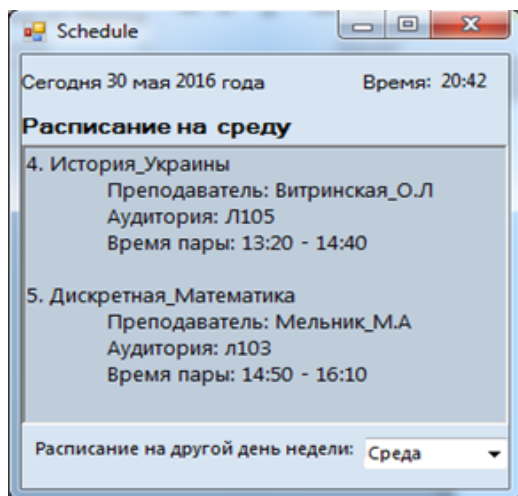 Schedule
Сегодня 30 мая 2016 года Время: 20:42
Расписание на среду
4. История_Украины
Преподаватель: Витринская_О.Л
Аудитория: Л105
Время пары: 13:20 - 14:40
5. Дискретная_Математика
Преподаватель: Мельник_М.А
Аудитория: л103
Время пары: 14:50 - 16:10
Расписание на другой день недели: Среда